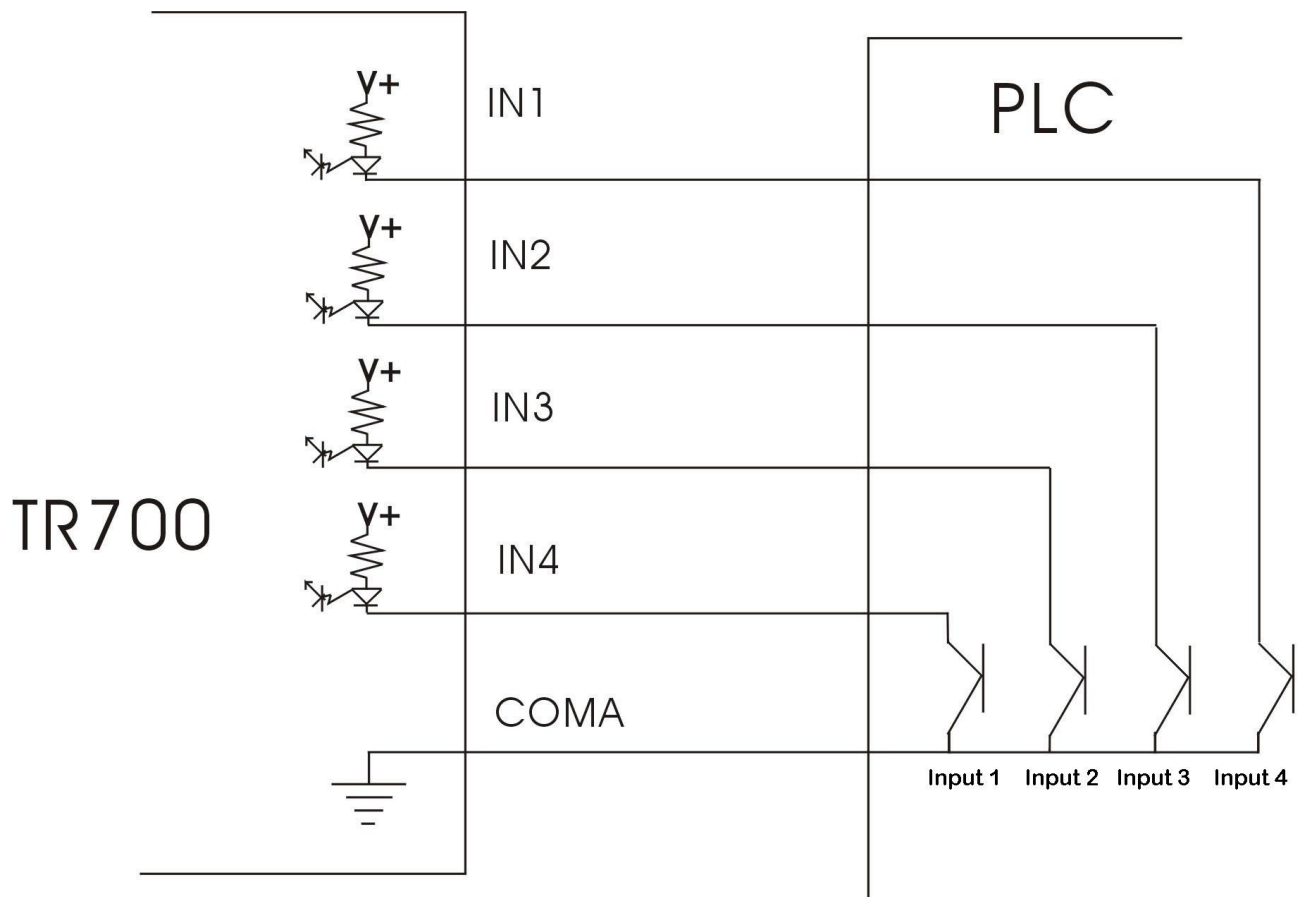 V+
IN1
PLC
V+
IN2
V+
IN3
TR700
V+
IN4
COMA
Input 1 Input 2 Input 3 Input 4